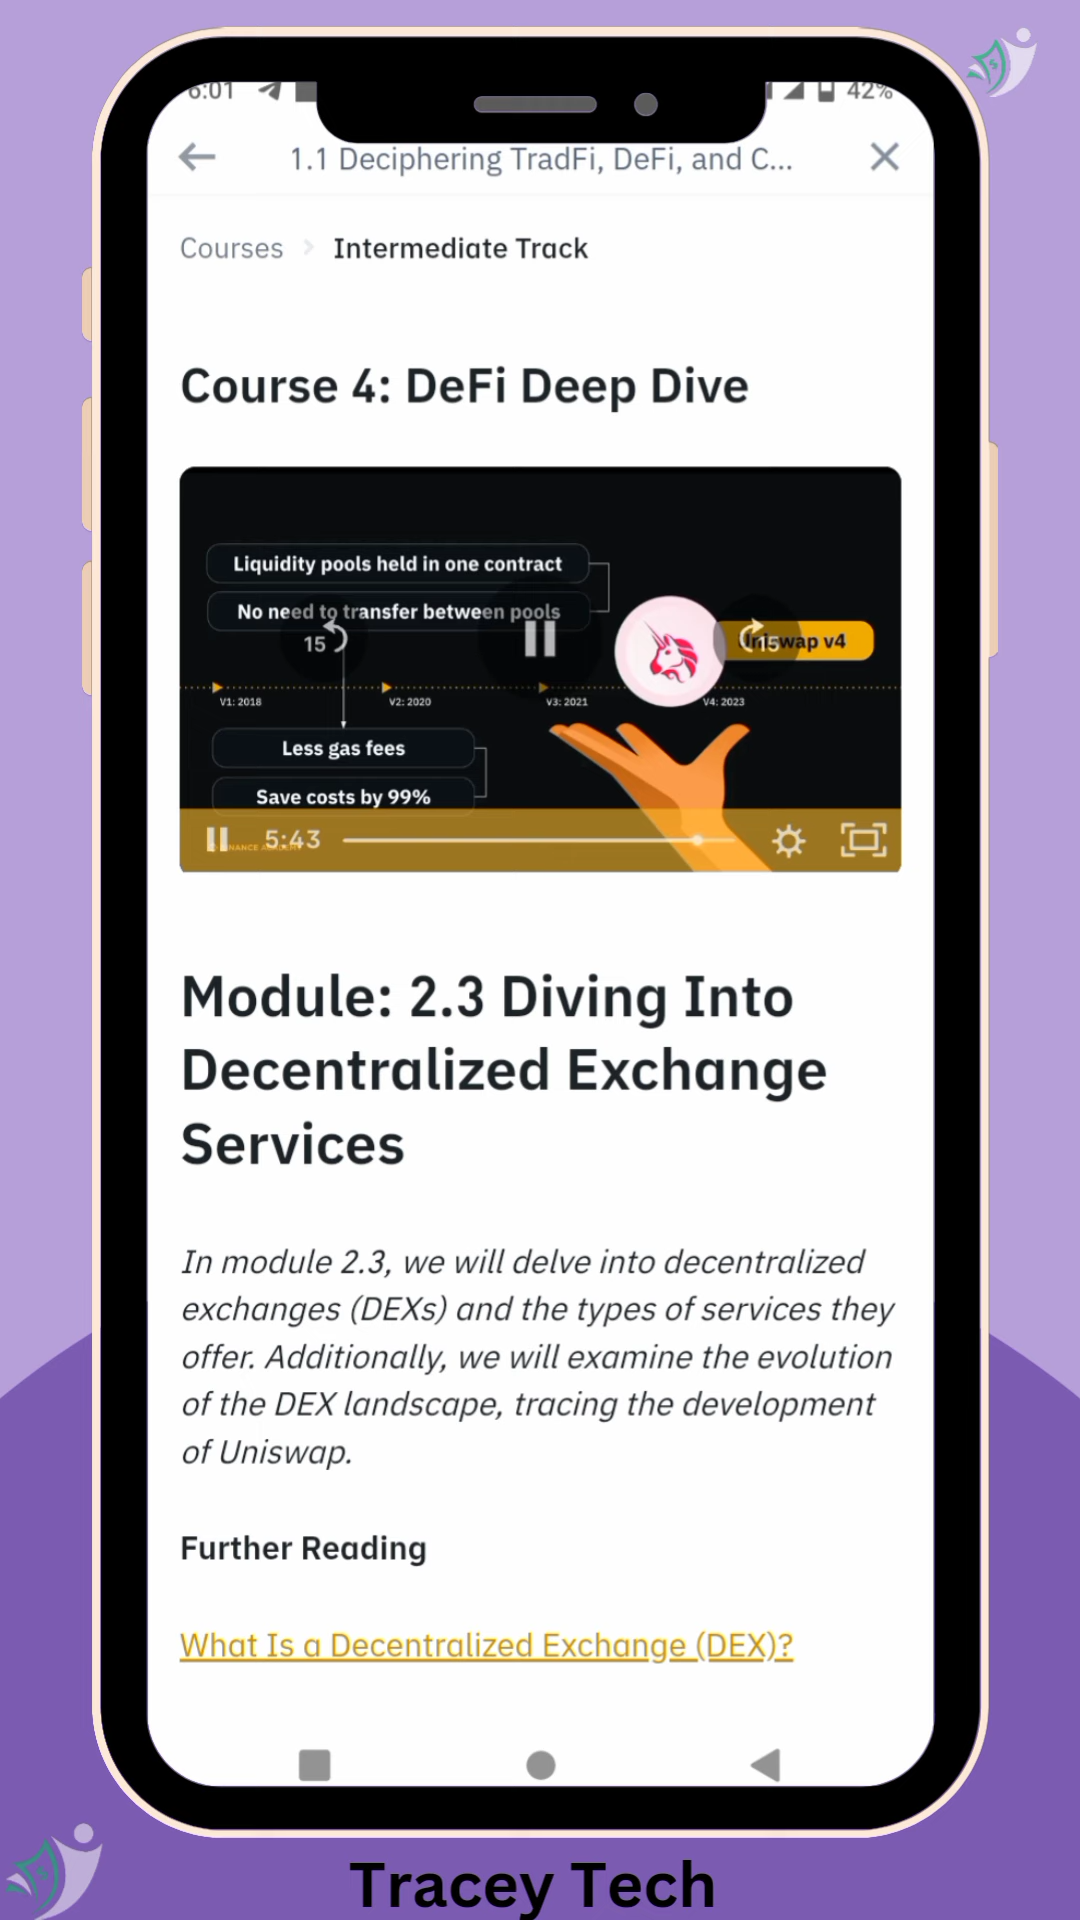 6:01
42%
1.1 Deciphering TradFi, DeFi, and C...
Courses Intermediate Track
Course 4: DeFi Deep Dive
Liquidity pools held in one contract
No need to transfer between pools
15
15
Uniswap v4
V1: 2018 V2: 2020 V3: 2021 V4: 2023
Less gas fees
Save costs by 99%
5:43
Module: 2.3 Diving Into
Decentralized Exchange
Services
In module 2.3, we will delve into decentralized
exchanges (DEXs) and the types of services they
offer. Additionally, we will examine the evolution
of the DEX landscape, tracing the development
of Uniswap.
Further Reading
What Is a Decentralized Exchange (DEX)?
Tracey Tech